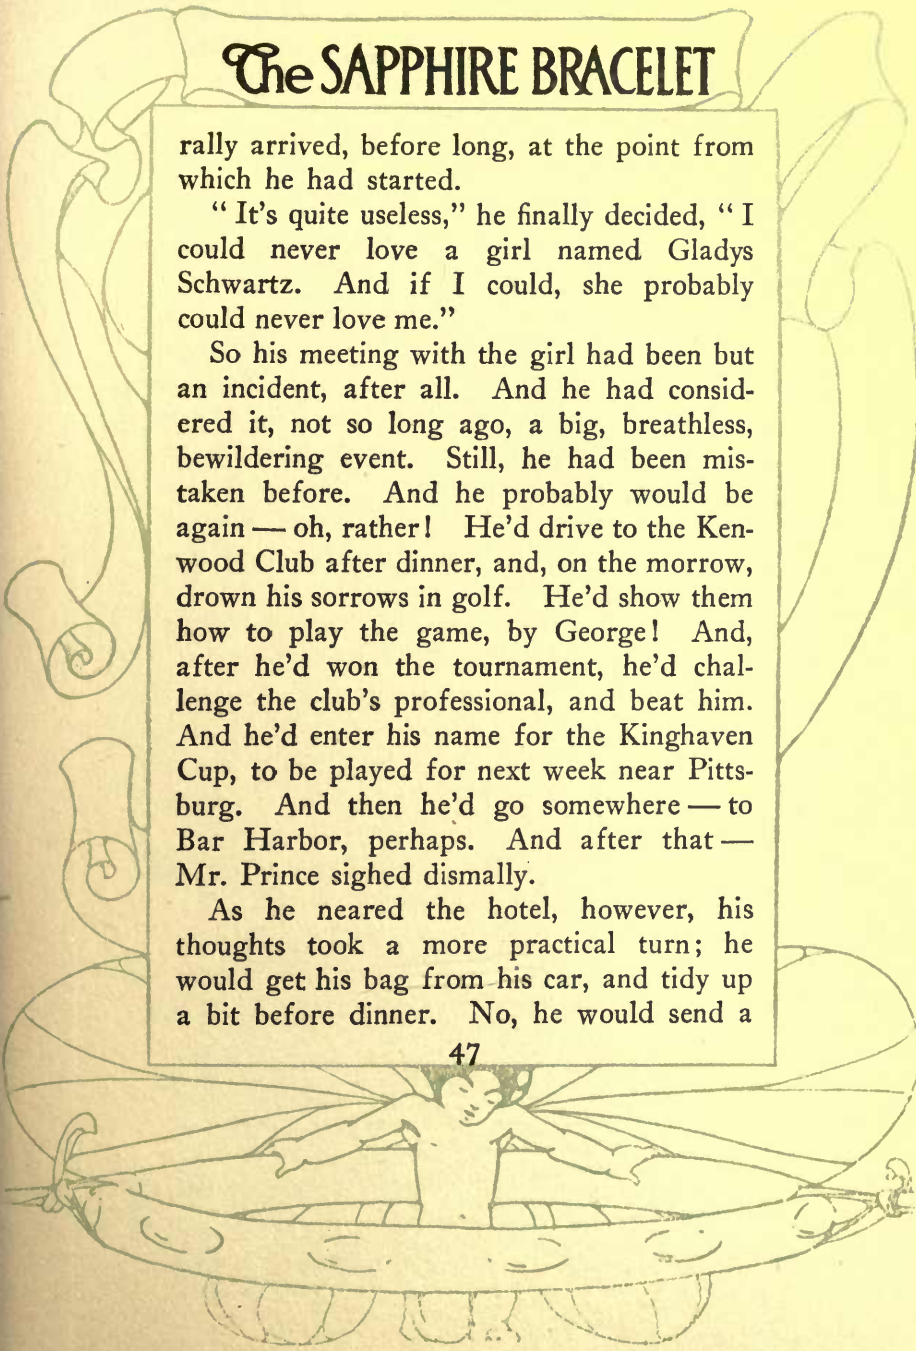 The SAPPHIRE BRACELET
rally arrived, before long, at the point from
which he had started.
“ It's quite useless,” he finally decided, “ I
could never love a girl named Gladys
Schwartz. And if I could, she probably
could never love me.”
So his meeting with the girl had been but
an incident, after all. And he had consid-
ered it, not so long ago, a big, breathless,
bewildering event. Still, he had been mis-
taken before. And he probably would be
again — oh, rather! He'd drive to the Ken-
wood Club after dinner, and, on the morrow,
drown his sorrows in golf. He'd show them
how to play the game, by George! And,
after he'd won the tournament, he'd chal-
lenge the club's professional, and beat him.
And he'd enter his name for the Kinghaven
Cup, to be played for next week near Pitts-
burg. And then he'd go somewhere — to
Bar Harbor, perhaps. And after that —
Mr. Prince sighed dismally.
As he neared the hotel, however, his
thoughts took a more practical turn; he
would get his bag from his car, and tidy up
a bit before dinner. No, he would send a
47